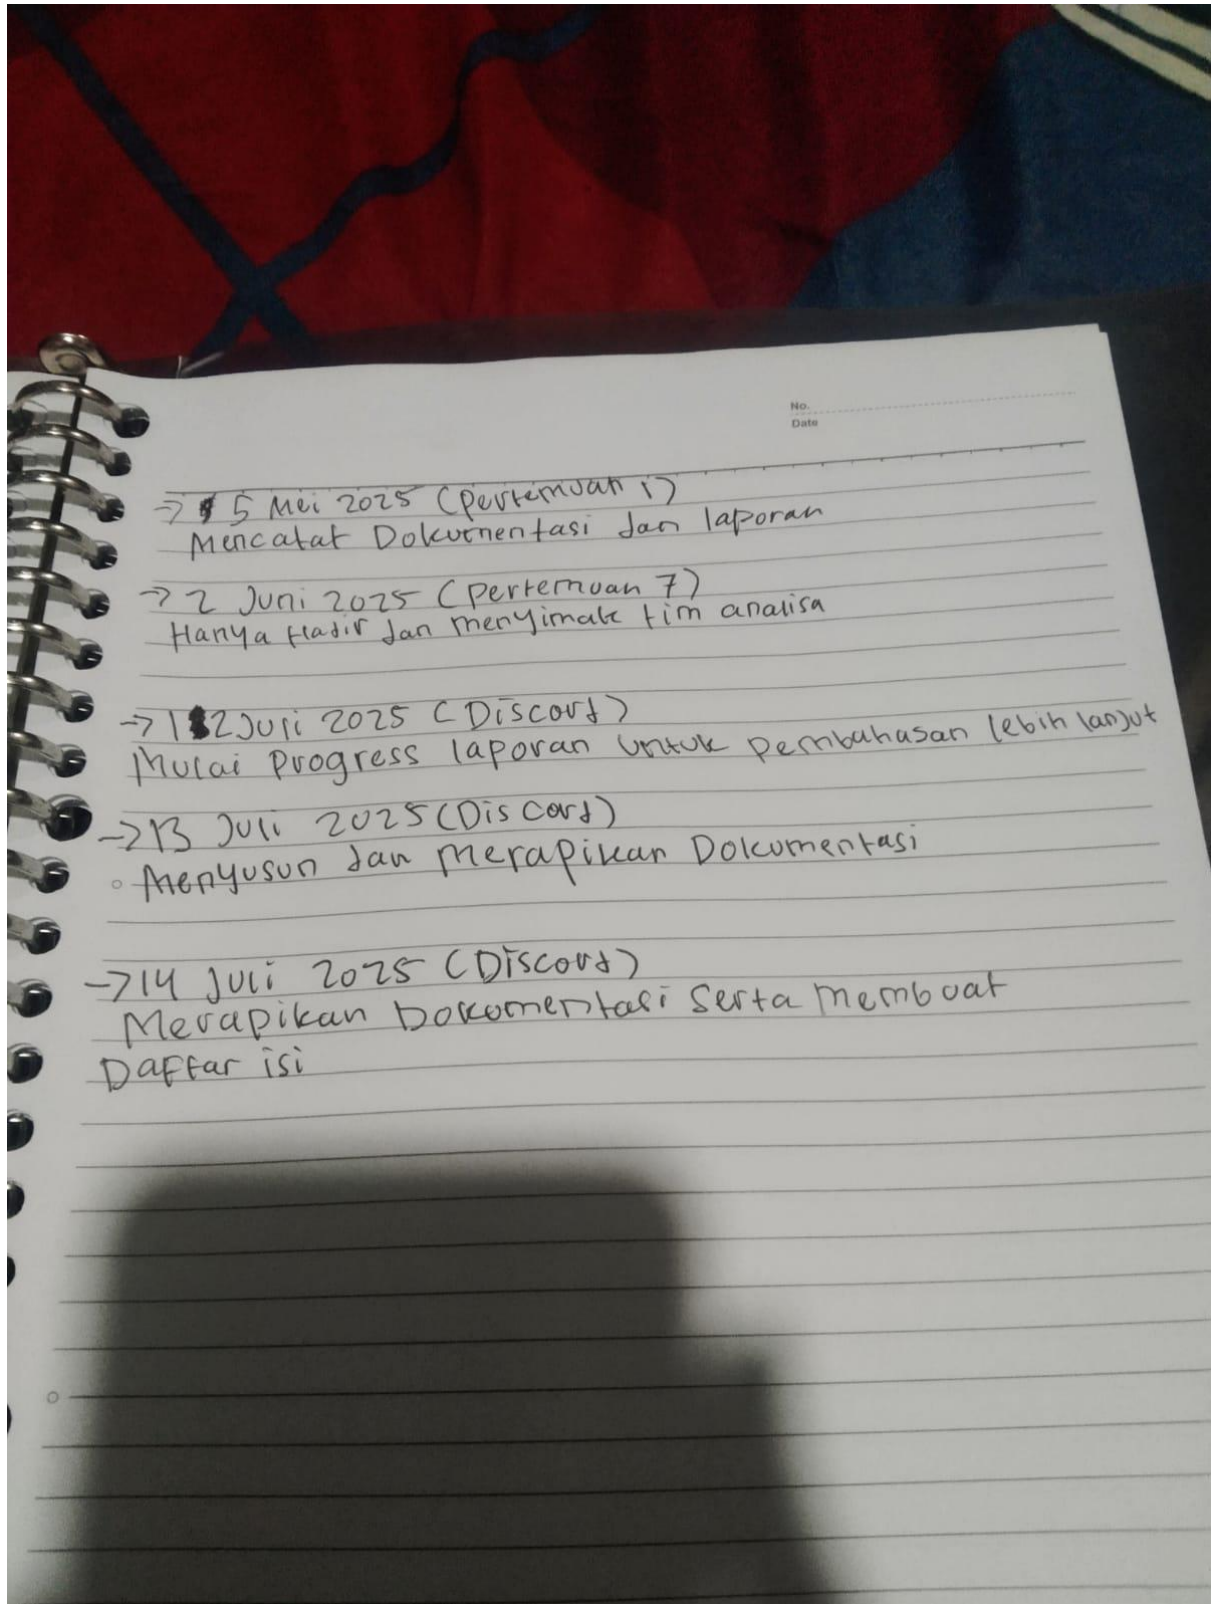 No.
Date
→ 5 Mei 2025 (Pertemuan 1)
Mencatat Dokumentasi dan laporan
→ 2 Juni 2025 (Pertemuan 7)
Hanya Hadir dan menyimak tim analisa
→ 12 Juli 2025 (Discord)
Mulai Progress laporan untuk Pembahasan lebih lanjut
→ 13 Juli 2025 (Discord)
Menyusun dan Merapikan Dokumentasi
→ 14 Juli 2025 (Discord)
Merapikan Dokumentasi serta membuat
Daftar isi